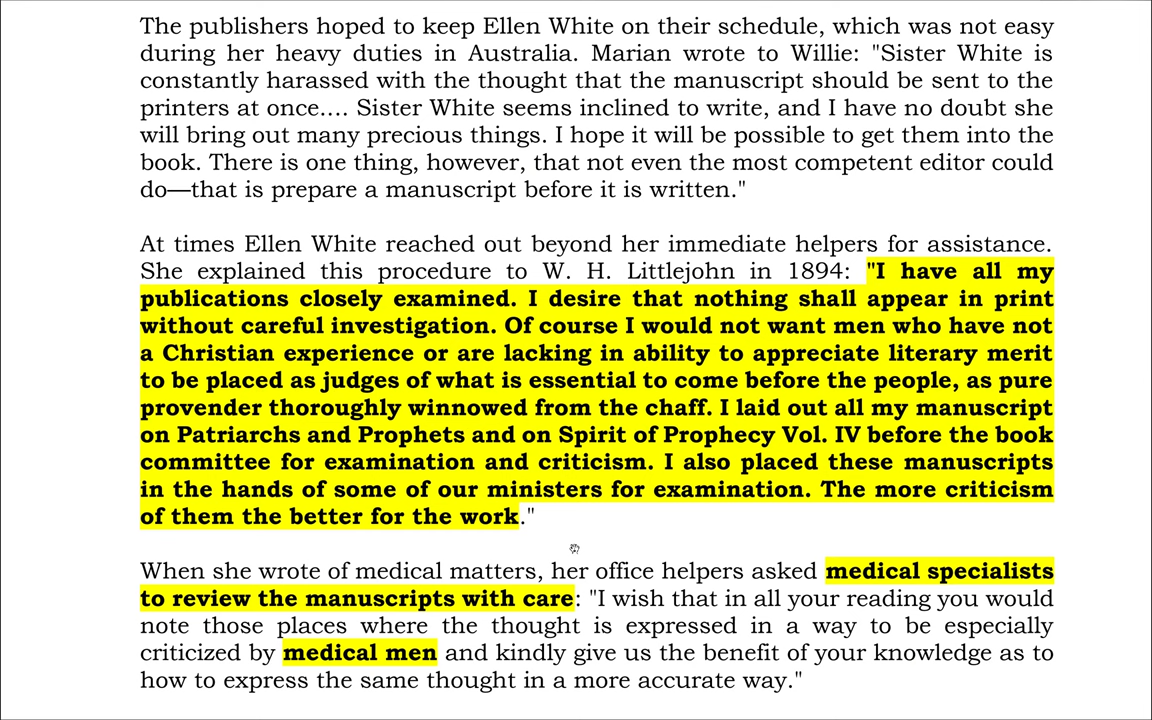 The publishers hoped to keep Ellen White on their schedule, which was not easy
during her heavy duties in Australia. Marian wrote to Willie: "Sister White is
constantly harassed with the thought that the manuscript should be sent to the
printers at once.... Sister White seems inclined to write, and I have no doubt she
will bring out many precious things. I hope it will be possible to get them into the
book. There is one thing, however, that not even the most competent editor could
do—that is prepare a manuscript before it is written."
At times Ellen White reached out beyond her immediate helpers for assistance.
She explained this procedure to W. H. Littlejohn in 1894: "I have all my
publications closely examined. I desire that nothing shall appear in print
without careful investigation. Of course I would not want men who have not
a Christian experience or are lacking in ability to appreciate literary merit
to be placed as judges of what is essential to come before the people, as pure
provender thoroughly winnowed from the chaff. I laid out all my manuscript
on Patriarchs and Prophets and on Spirit of Prophecy Vol. IV before the book
committee for examination and criticism. I also placed these manuscripts
in the hands of some of our ministers for examination. The more criticism
of them the better for the work."
When she wrote of medical matters, her office helpers asked medical specialists
to review the manuscripts with care: "I wish that in all your reading you would
note those places where the thought is expressed in a way to be especially
criticized by medical men and kindly give us the benefit of your knowledge as to
how to express the same thought in a more accurate way."